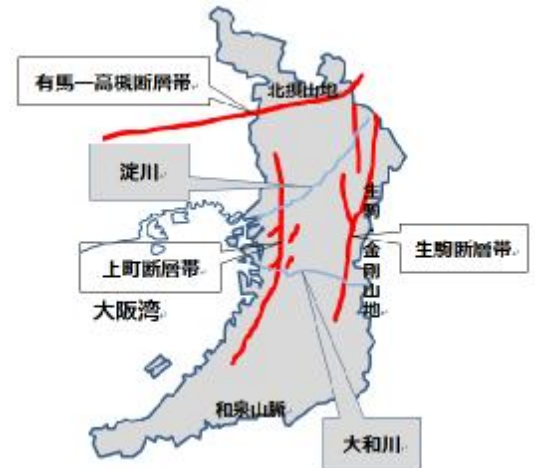 有馬ー高槻断層帯
北摂山地
淀川
生駒・金剛山地
上町断層帯
生駒断層帯
大阪湾
和泉山脈
大和川